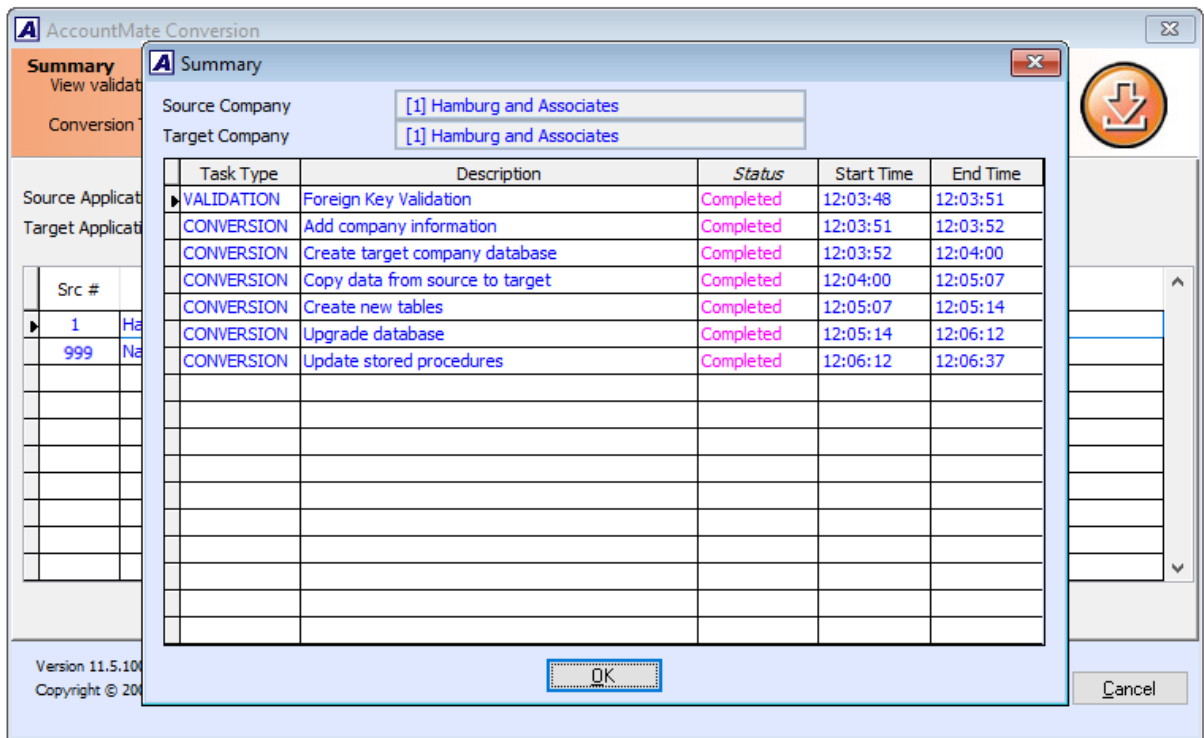 AccountMate Conversion
Summary
View validat
Conversion
Source Applicat
Target Applicati
Src #
1 Ha
999 Na
Version 11.5.100
Copyright © 200
Cancel
Summary
Source Company [1] Hamburg and Associates
Target Company [1] Hamburg and Associates
Task Type Description Status Start Time End Time
VALIDATION Foreign Key Validation Completed 12:03:48 12:03:51
CONVERSION Add company information Completed 12:03:51 12:03:52
CONVERSION Create target company database Completed 12:03:52 12:04:00
CONVERSION Copy data from source to target Completed 12:04:00 12:05:07
CONVERSION Create new tables Completed 12:05:07 12:05:14
CONVERSION Upgrade database Completed 12:05:14 12:06:12
CONVERSION Update stored procedures Completed 12:06:12 12:06:37
OK